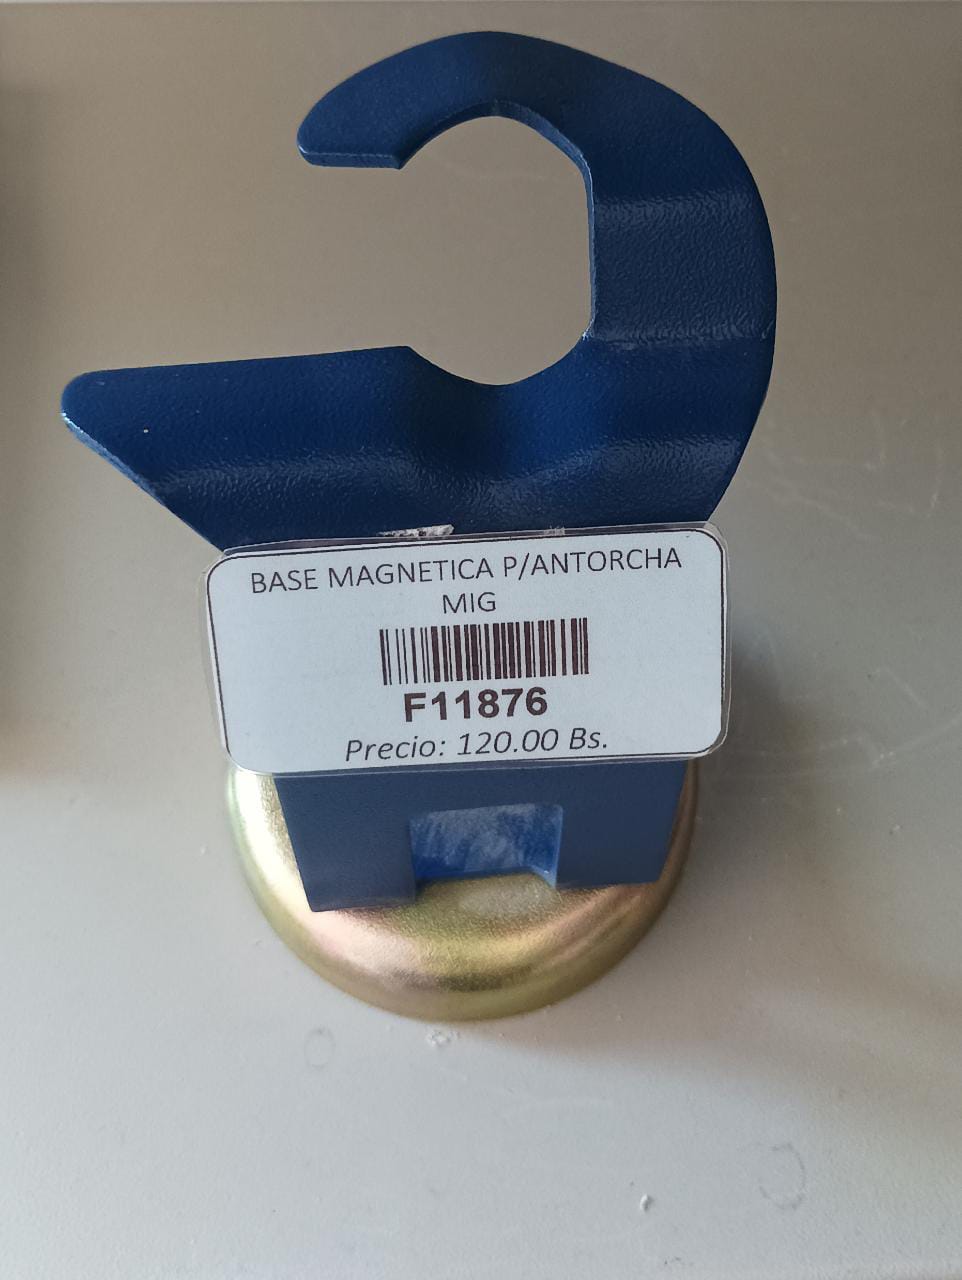 BASE MAGNETICA P/ANTORCHA
MIG
F11876
Precio: 120.00 Bs.